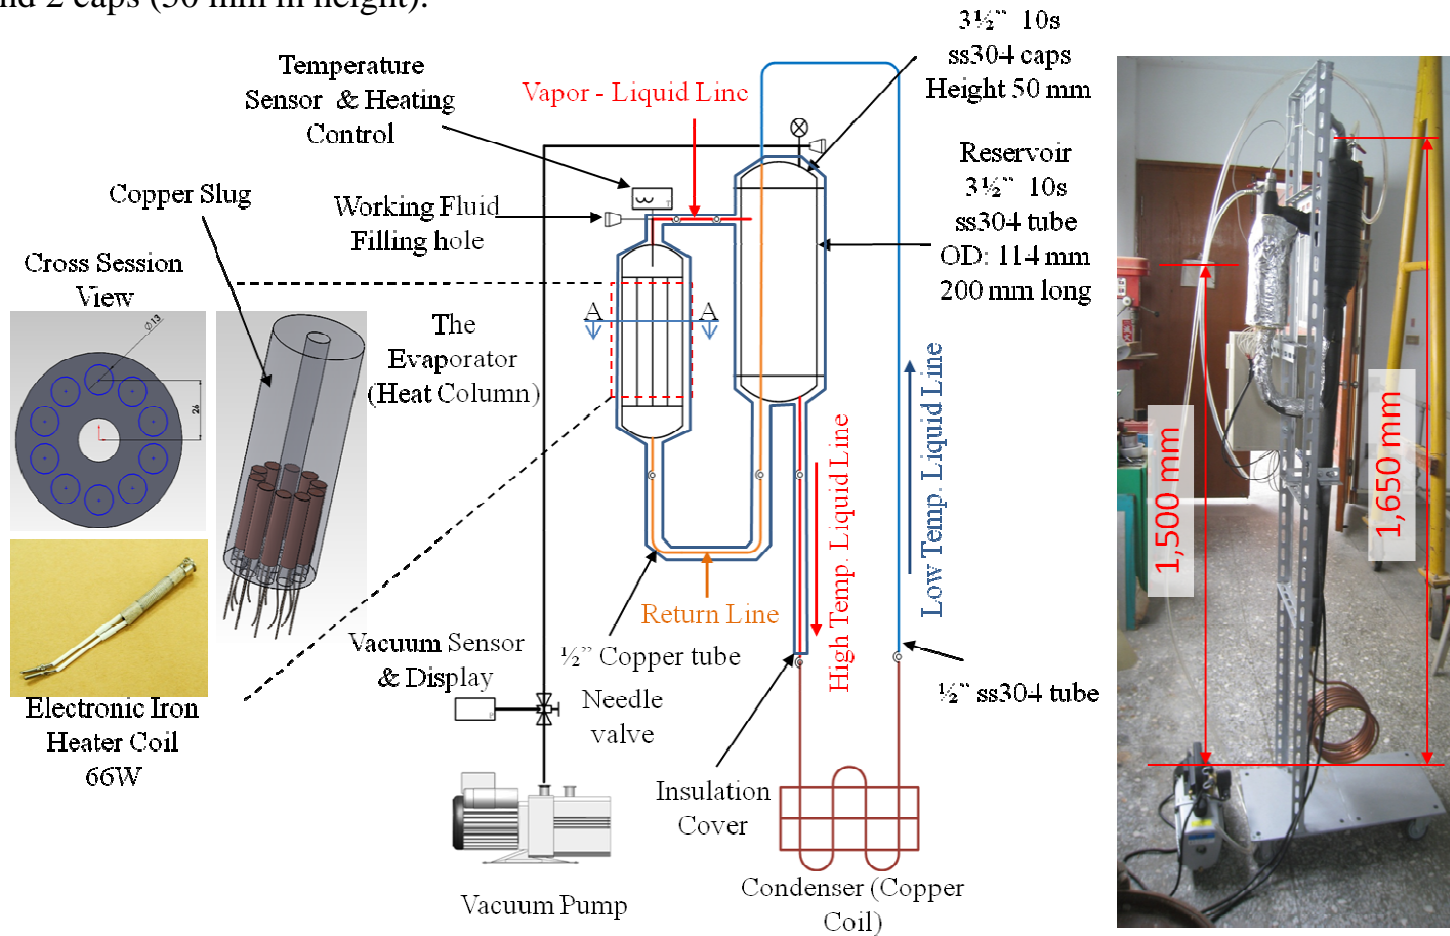 nd 2 caps (50 mm in height).
3½” 10s
ss304 caps
Height 50 mm
Temperature
Sensor & Heating
Control
Vapor - Liquid Line
Reservoir
3½” 10s
ss304 tube
OD: 114 mm
200 mm long
Copper Slug
Working Fluid
Filling hole
Cross Session
View
The
Evaporator
(Heat Column)
A
A
Ø13
26
High Temp. Liquid Line
Low Temp. Liquid Line
1,500 mm
1,650 mm
Return Line
½” Copper tube
Vacuum Sensor
& Display
Needle
valve
½” ss304 tube
Electronic Iron
Heater Coil
66W
Insulation
Cover
Vacuum Pump
Condenser (Copper
Coil)